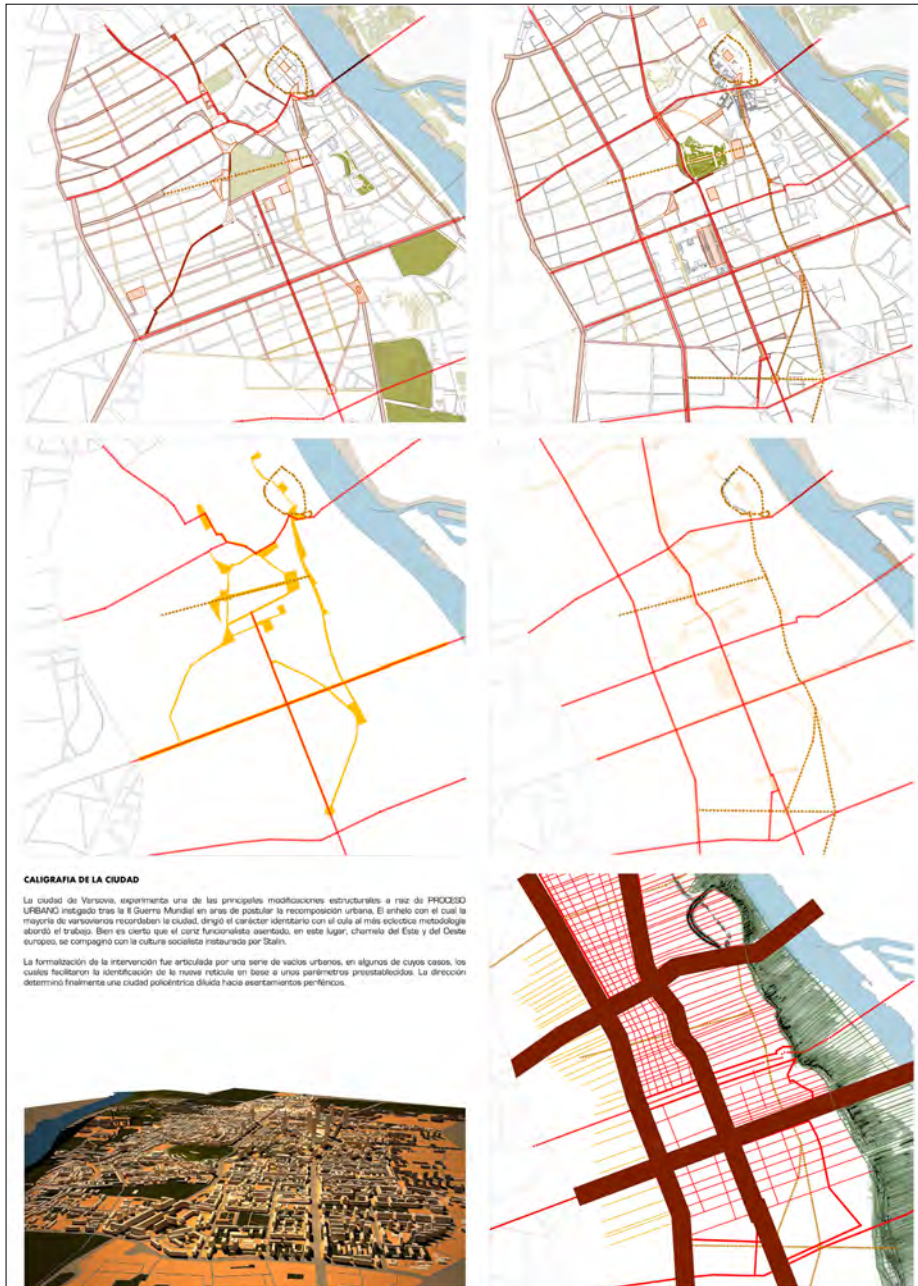 CALIGRAFIA DE LA CIUDAD
La ciudad de Varsovia, experimenta una de las principales modificaciones estructurales a raiz de PROCESO
URBANO instigado tras la II Guerra Mundial en aras de postular la recomposición urbana. El anhelo con el cual la
mayoría de varsovianos recordaban la ciudad, dirigió el carácter identitario con el cula al más eclectica metodología
abordó el trabajo. Bien es cierto que el cariz funcionalista asentado, en este lugar, charnela del Este y del Oeste
europeo, se compaginó con la cultura socialista instaurada por Stalin.
La formalización de la intervención fue articulada por una serie de vacíos urbanos, en algunos de cuyos casos, los
cuales facilitaron la identificación de la nueva retícula en base a unos parámetros preestablecidos. La dirección
determinó finalmente una ciudad policéntrica diluida hacia asentamientos periféricos.